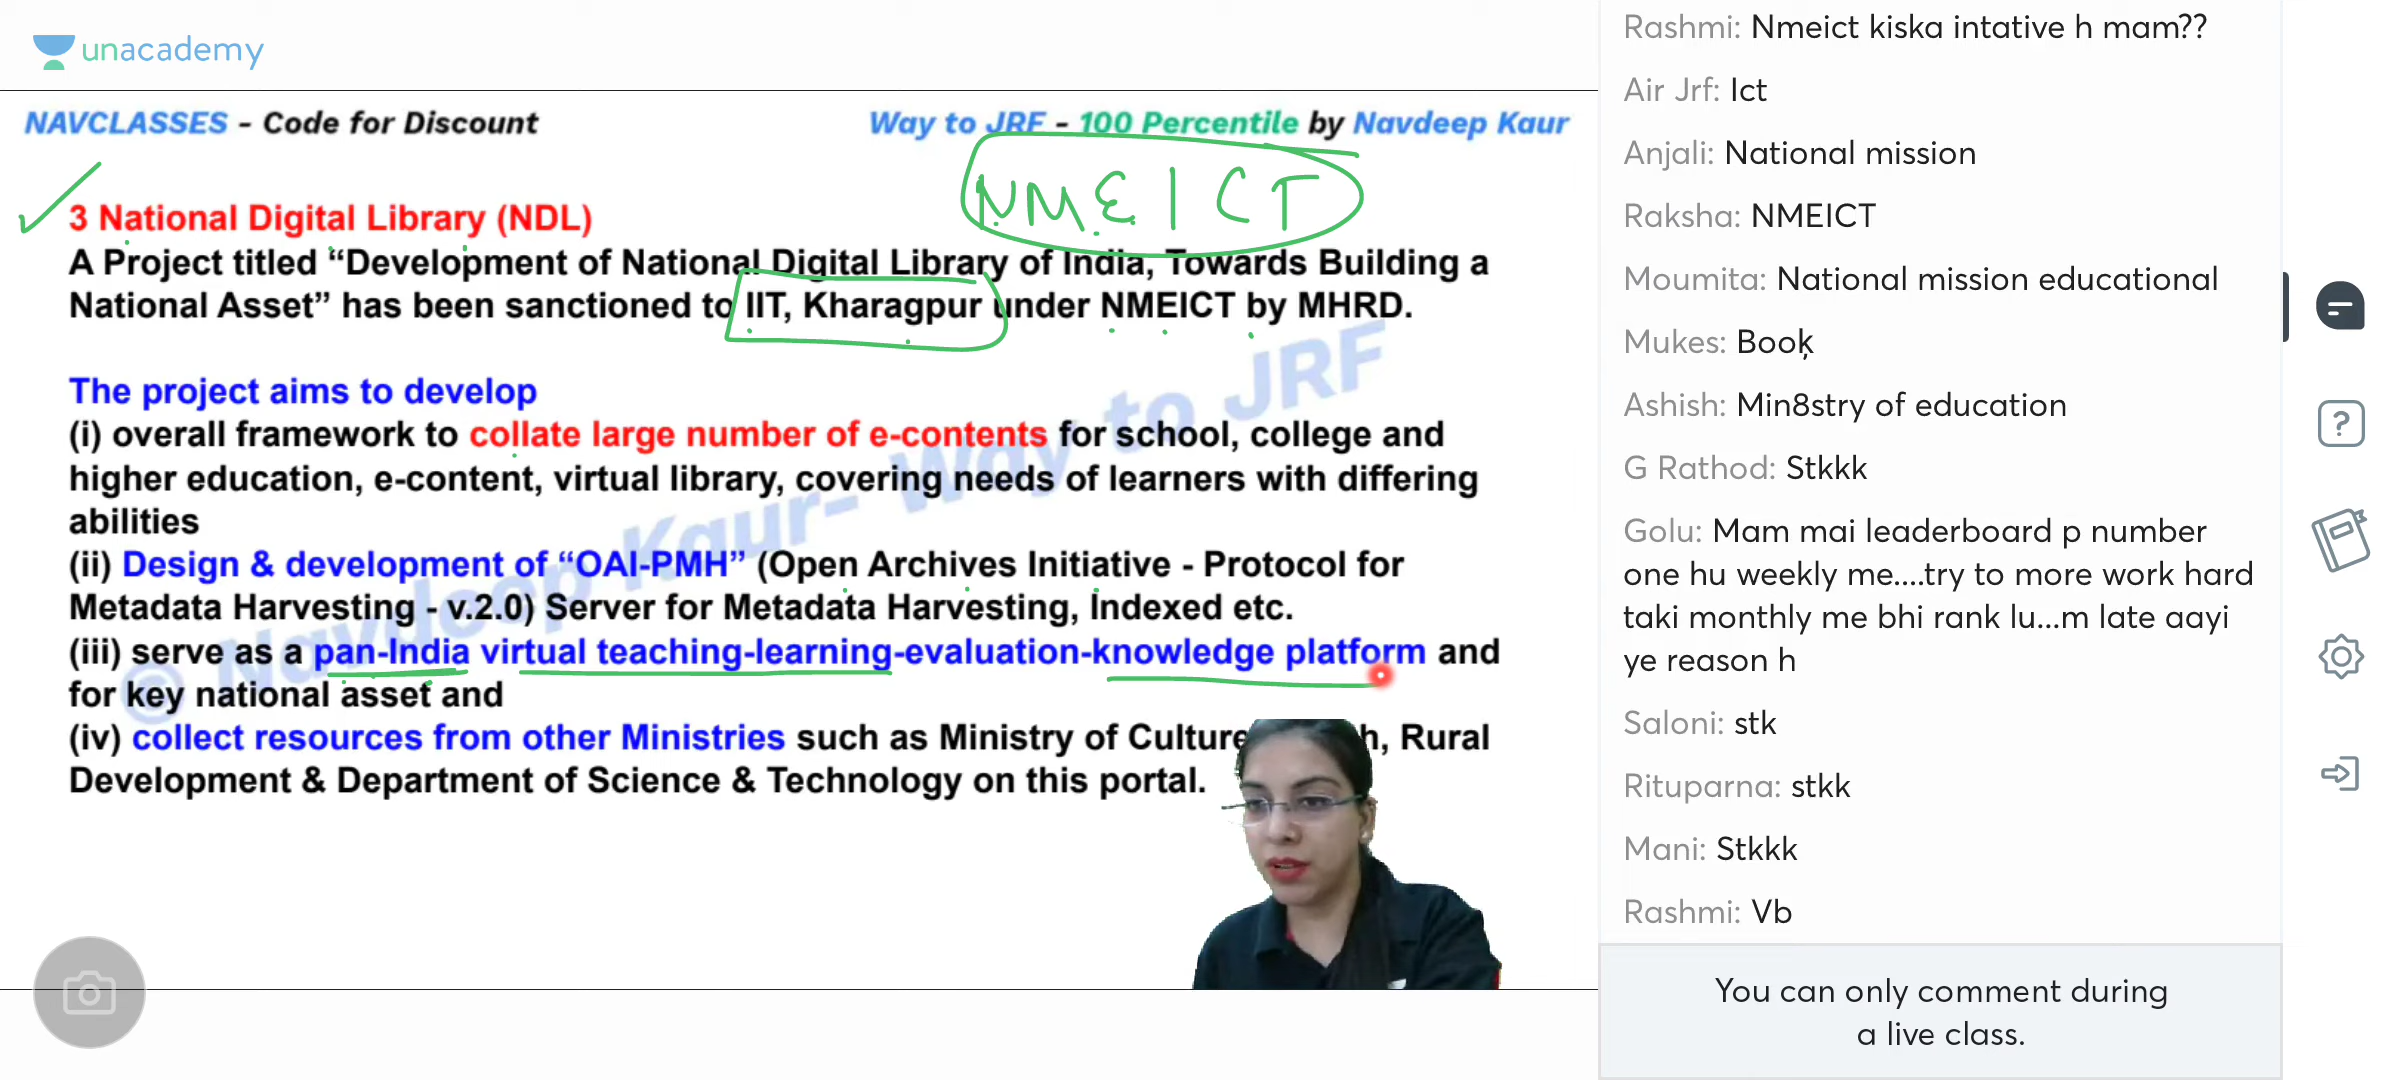 unacademy
NAVCLASSES - Code for Discount
Way to JRF - 100 Percentile by Navdeep Kaur
NMEICT
3 National Digital Library (NDL)
A Project titled “Development of National Digital Library of India, Towards Building a
National Asset” has been sanctioned to IIT, Kharagpur under NMEICT by MHRD.
The project aims to develop
(i) overall framework to collate large number of e-contents for school, college and
higher education, e-content, virtual library, covering needs of learners with differing
abilities
(ii) Design & development of “OAI-PMH” (Open Archives Initiative - Protocol for
Metadata Harvesting - v.2.0) Server for Metadata Harvesting, Indexed etc.
(iii) serve as a pan-India virtual teaching-learning-evaluation-knowledge platform and
for key national asset and
(iv) collect resources from other Ministries such as Ministry of Culture Rural
Development & Department of Science & Technology on this portal.
© Navdeep Kaur- Way to JRF
Rashmi: Nmeict kiska intative h mam??
Air Jrf: Ict
Anjali: National mission
Raksha: NMEICT
Moumita: National mission educational
Mukes: Booķ
Ashish: Min8stry of education
G Rathod: Stkkk
Golu: Mam mai leaderboard p number
one hu weekly me....try to more work hard
taki monthly me bhi rank lu...m late aayi
ye reason h
Saloni: stk
Rituparna: stkk
Mani: Stkkk
Rashmi: Vb
You can only comment during
a live class.